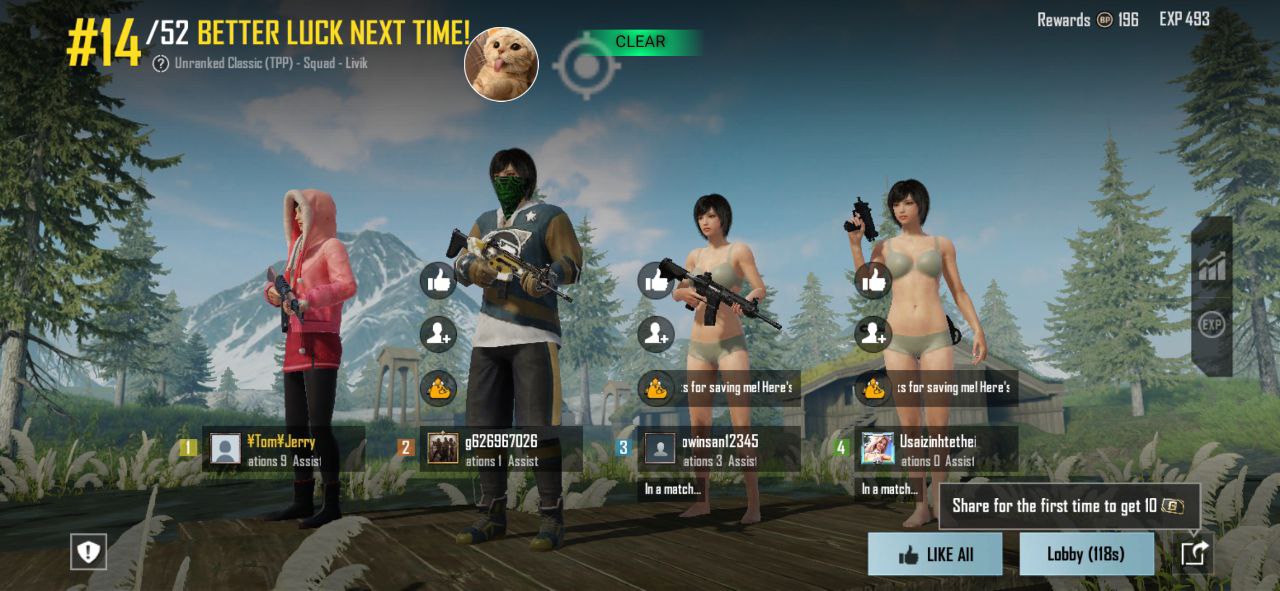 #14 /52 BETTER LUCK NEXT TIME!
Unranked Classic (TPP) - Squad - Livik
CLEAR
Rewards BP 196 EXP 493
EXP
s for saving me! Here's
s for saving me! Here's
1 ¥Tom¥Jerry
ations 9 Assist
2 g626967026
ations 1 Assist
3 owinsan12345
ations 3 Assist
4 Usaizinhtethei
ations 0 Assist
In a match...
In a match...
Share for the first time to get 10
LIKE All
Lobby (118s)